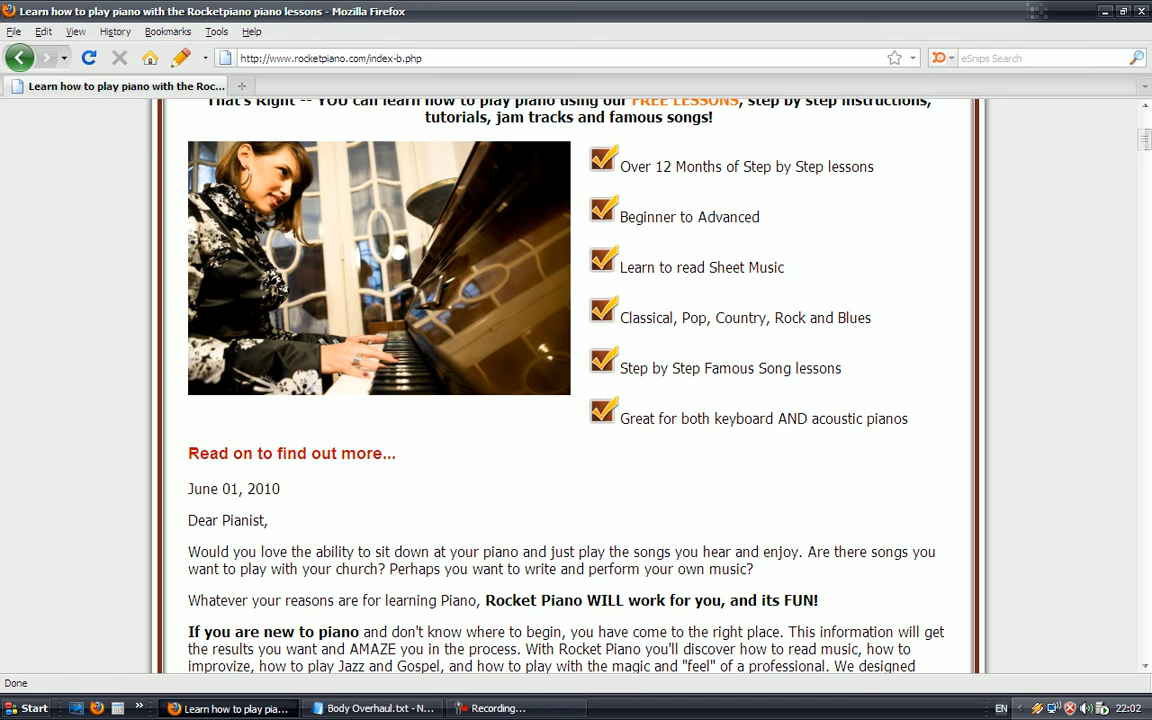 Learn how to play piano with the Rocketpiano piano lessons - Mozilla Firefox
File Edit View History Bookmarks Tools Help
http://www.rocketpiano.com/index-b.php
eSnips Search
Learn how to play piano with the Roc...
That's Right -- YOU can learn how to play piano using our FREE LESSONS, step by step instructions,
tutorials, jam tracks and famous songs!
Over 12 Months of Step by Step lessons
Beginner to Advanced
Learn to read Sheet Music
Classical, Pop, Country, Rock and Blues
Step by Step Famous Song lessons
Great for both keyboard AND acoustic pianos
Read on to find out more...
June 01, 2010
Dear Pianist,
Would you love the ability to sit down at your piano and just play the songs you hear and enjoy. Are there songs you
want to play with your church? Perhaps you want to write and perform your own music?
Whatever your reasons are for learning Piano, Rocket Piano WILL work for you, and its FUN!
If you are new to piano and don't know where to begin, you have come to the right place. This information will get
the results you want and AMAZE you in the process. With Rocket Piano you'll discover how to read music, how to
improvize, how to play Jazz and Gospel, and how to play with the magic and "feel" of a professional. We designed
Done
Start
Learn how to play pia...
Body Overhaul.txt - N...
Recording...
EN
22:02